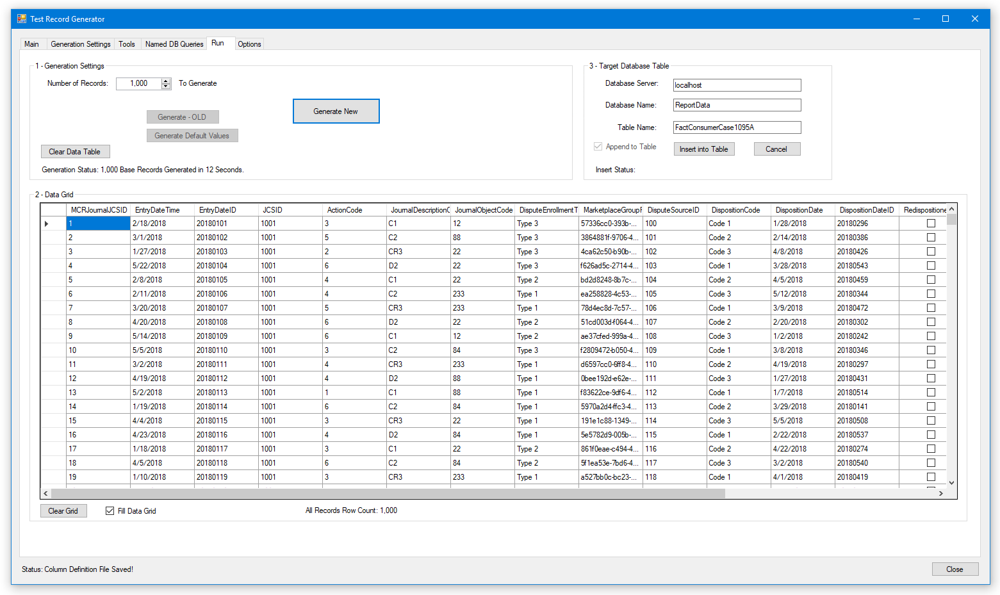 Test Record Generator
Main Generation Settings Tools Named DB Queries Run Options
1 - Generation Settings
Number of Records: 1,000 To Generate
Generate - OLD
Generate New
Generate Default Values
Clear Data Table
Generation Status: 1,000 Base Records Generated in 12 Seconds.
3 - Target Database Table
Database Server: localhost
Database Name: ReportData
Table Name: FactConsumerCase1095A
Append to Table Insert into Table Cancel
Insert Status:
2 - Data Grid
MCRJournalJCSID EntryDateTime EntryDateID JCSID ActionCode JournalDescriptionC JournalObjectCode DisputeEnrollmentT MarketplaceGroupF DisputeSourceID DispositionCode DispositionDate DispositionDateID Redispositione
1 2/18/2018 20180101 1001 3 C1 12 Type 3 57336cc0-393b-... 100 Code 1 1/28/2018 20180296
2 3/1/2018 20180102 1001 5 C2 88 Type 3 3864881f-9706-4... 101 Code 2 2/14/2018 20180386
3 1/27/2018 20180103 1001 2 CR3 22 Type 3 4ca62c50-b90b-... 102 Code 3 4/8/2018 20180426
4 5/22/2018 20180104 1001 6 D2 22 Type 3 f626ad5c-2714-4... 103 Code 1 3/28/2018 20180543
5 2/8/2018 20180105 1001 4 C1 22 Type 2 bd2d8248-8b7c-... 104 Code 2 4/5/2018 20180459
6 2/11/2018 20180106 1001 4 C2 233 Type 1 ea258828-4c53-... 105 Code 3 5/12/2018 20180344
7 3/20/2018 20180107 1001 5 CR3 233 Type 1 78d4ec8d-7c57-... 106 Code 1 3/9/2018 20180472
8 4/20/2018 20180108 1001 6 D2 22 Type 2 51cd003d-f064-4... 107 Code 2 2/20/2018 20180302
9 5/14/2018 20180109 1001 6 C1 12 Type 2 ae37cfed-999a-4... 108 Code 3 1/2/2018 20180242
10 5/5/2018 20180110 1001 3 C2 84 Type 3 f2809472-b050-4... 109 Code 1 3/8/2018 20180346
11 3/2/2018 20180111 1001 4 CR3 233 Type 1 d6597cc0-6ff8-4... 110 Code 2 4/19/2018 20180297
12 4/19/2018 20180112 1001 4 D2 88 Type 1 0bee192d-e62e-... 111 Code 3 1/27/2018 20180431
13 5/2/2018 20180113 1001 1 C1 88 Type 1 f83622ce-9df6-4... 112 Code 1 1/7/2018 20180514
14 1/19/2018 20180114 1001 6 C2 84 Type 1 5970a2d4-ffc3-4... 113 Code 2 3/29/2018 20180141
15 4/4/2018 20180115 1001 3 CR3 22 Type 1 191e1c88-1349-... 114 Code 3 5/5/2018 20180508
16 4/23/2018 20180116 1001 4 D2 84 Type 1 5e5782d9-005b-... 115 Code 1 2/22/2018 20180537
17 1/18/2018 20180117 1001 3 C1 22 Type 2 861f0eae-c494-4... 116 Code 2 4/22/2018 20180274
18 4/5/2018 20180118 1001 6 C2 84 Type 2 5f1ea53e-7bd6-4... 117 Code 3 3/2/2018 20180540
19 1/10/2018 20180119 1001 3 CR3 233 Type 1 a527bb0c-bc23-... 118 Code 1 4/1/2018 20180419
Clear Grid Fill Data Grid All Records Row Count: 1,000
Status: Column Definition File Saved! Close